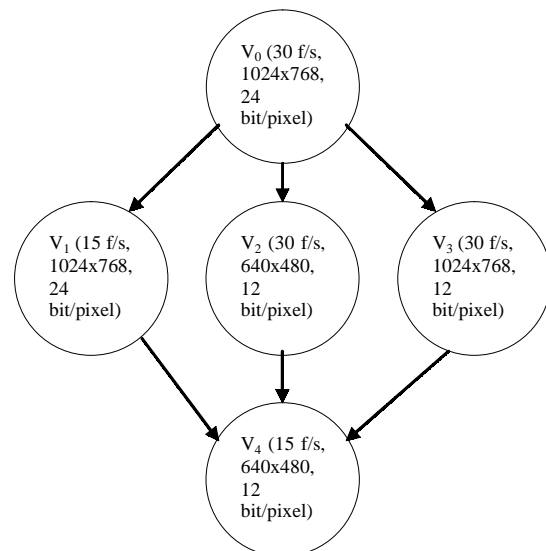 V₀ (30 f/s,
1024x768,
24
bit/pixel)
V₁ (15 f/s,
1024x768,
24
bit/pixel)
V₂ (30 f/s,
640x480,
12
bit/pixel)
V₃ (30 f/s,
1024x768,
12
bit/pixel)
V₄ (15 f/s,
640x480,
12
bit/pixel)